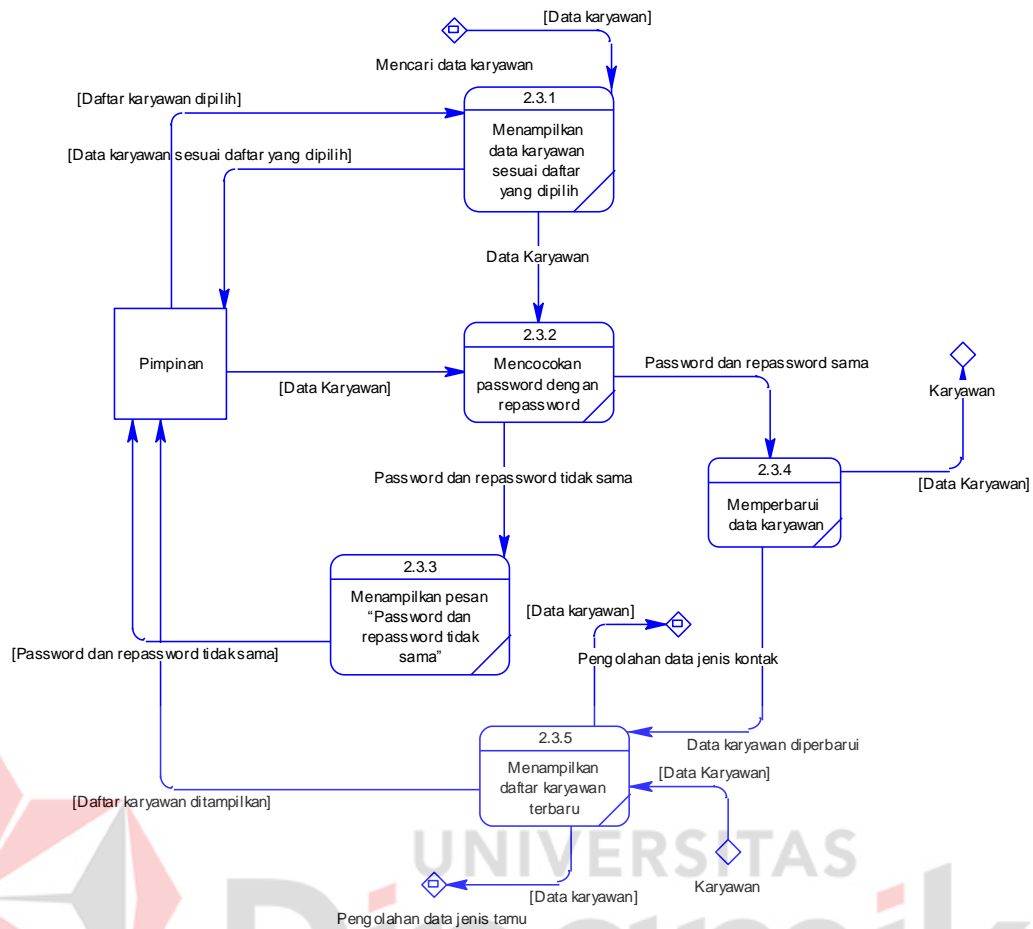 [Data karyawan]
Mencari data karyawan
[Daftar karyawan dipilih]
2.3.1
Menampilkan
data karyawan
sesuai daftar
yang dipilih
[Data karyawan sesuai daftar yang dipilih]
Data Karyawan
Pimpinan
2.3.2
Mencocokan
password dengan
repassword
[Data Karyawan]
Password dan repassword sama
Karyawan
Password dan repassword tidak sama
2.3.4
Memperbarui
data karyawan
[Data Karyawan]
2.3.3
Menampilkan pesan
“Password dan
repassword tidak
sama”
[Password dan repassword tidak sama]
[Data karyawan]
Pengolahan data jenis kontak
2.3.5
Menampilkan
daftar karyawan
terbaru
Data karyawan diperbarui
[Data Karyawan]
[Daftar karyawan ditampilkan]
UNIVERSITAS
Karyawan
[Data karyawan]
Pengolahan data jenis tamu